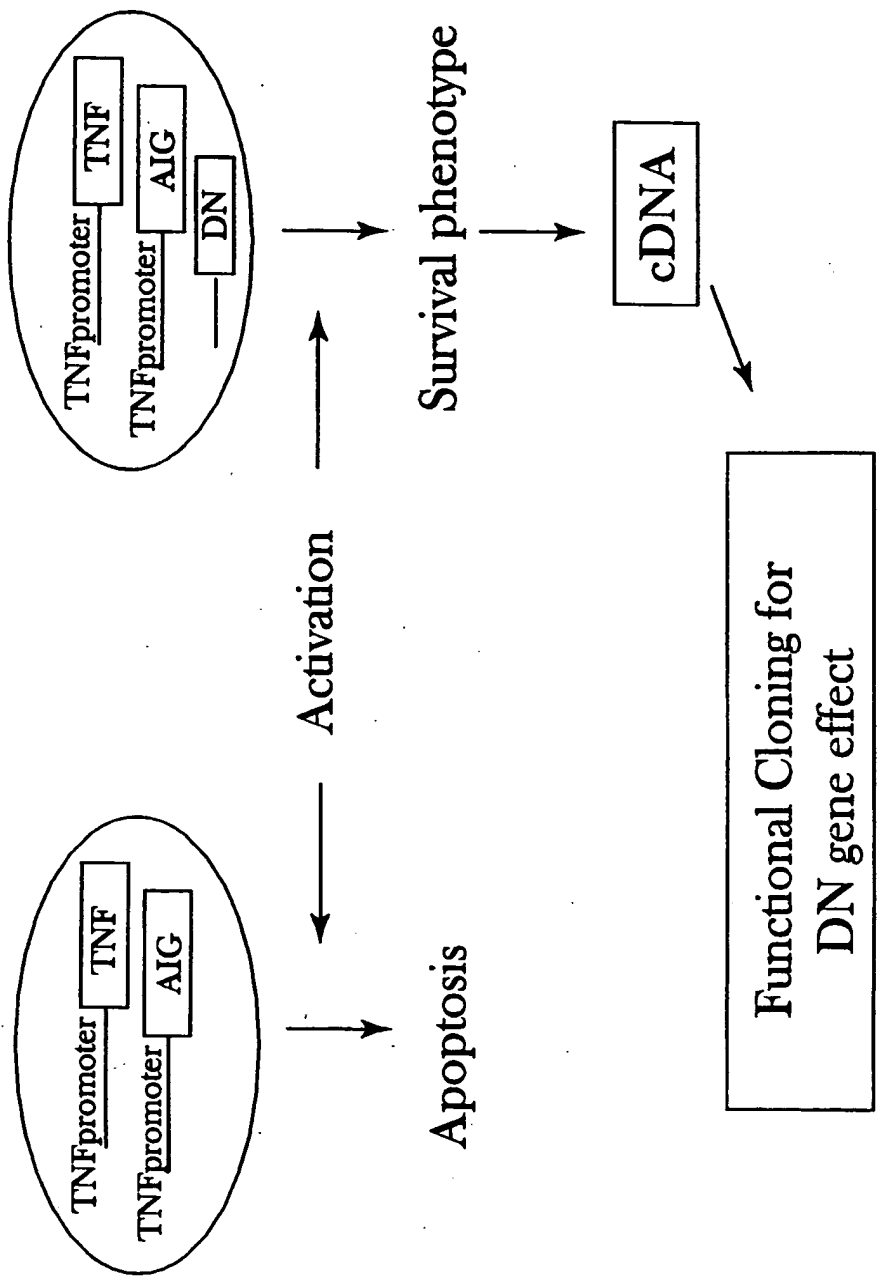 TNFpromoter
TNF
TNFpromoter
AIG
TNFpromoter
TNF
TNFpromoter
AIG
DN
Activation
Apoptosis
Survival phenotype
cDNA
Functional Cloning for
DN gene effect